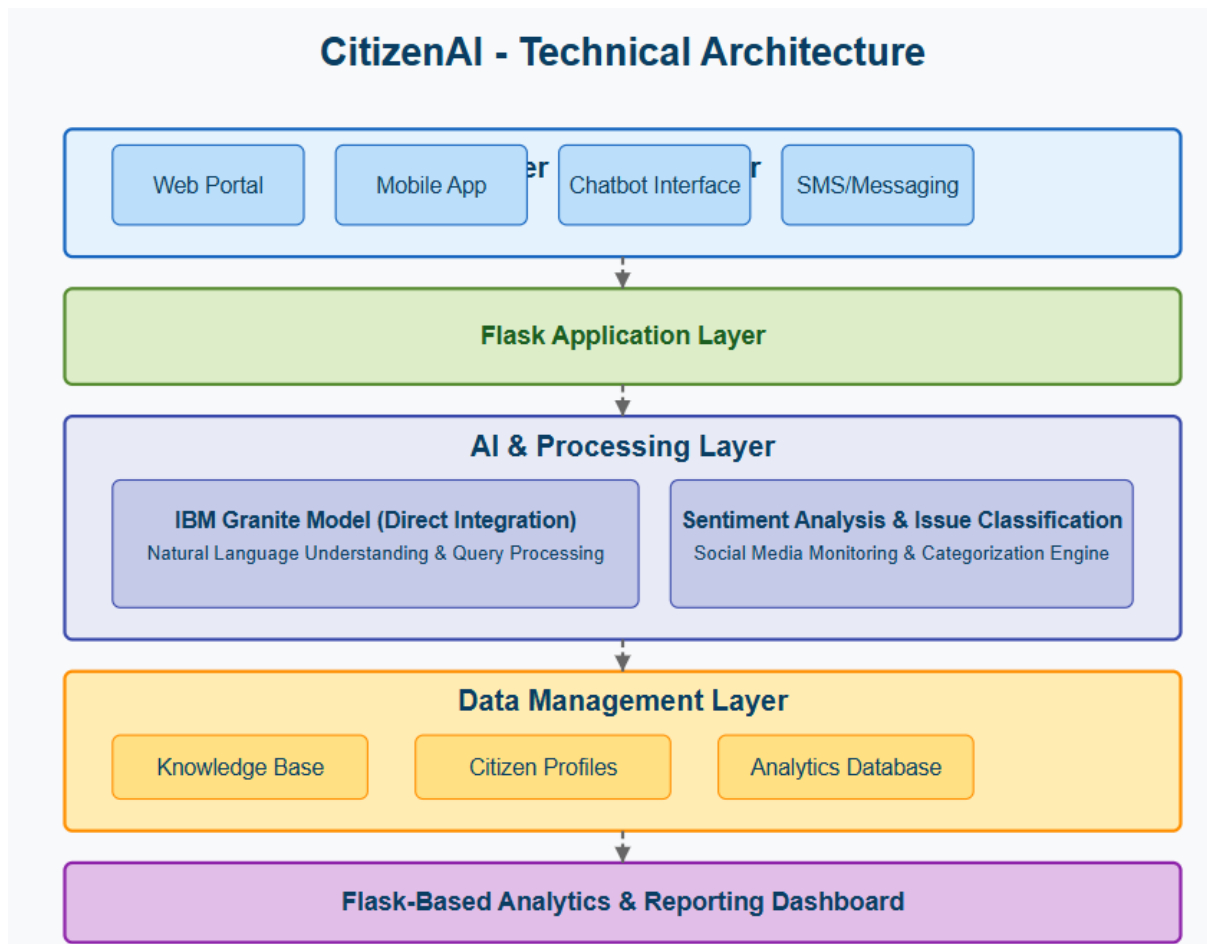 CitizenAI - Technical Architecture
Web Portal
Mobile App
Chatbot Interface
SMS/Messaging
Flask Application Layer
AI & Processing Layer
IBM Granite Model (Direct Integration)
Natural Language Understanding & Query Processing
Sentiment Analysis & Issue Classification
Social Media Monitoring & Categorization Engine
Data Management Layer
Knowledge Base
Citizen Profiles
Analytics Database
Flask-Based Analytics & Reporting Dashboard